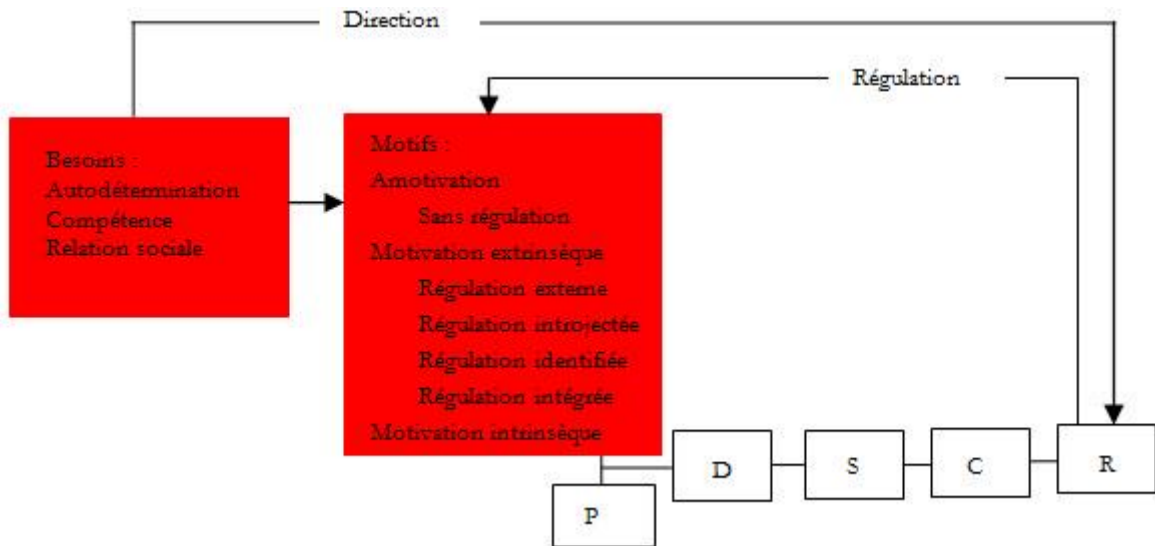 Direction
Régulation
Besoins :
Autodétermination
Compétence
Relation sociale
Motifs :
Amotivation
Sans régulation
Motivation extrinsèque
Régulation externe
Régulation introjectée
Régulation identifiée
Régulation intégrée
Motivation intrinsèque
P
D
S
C
R